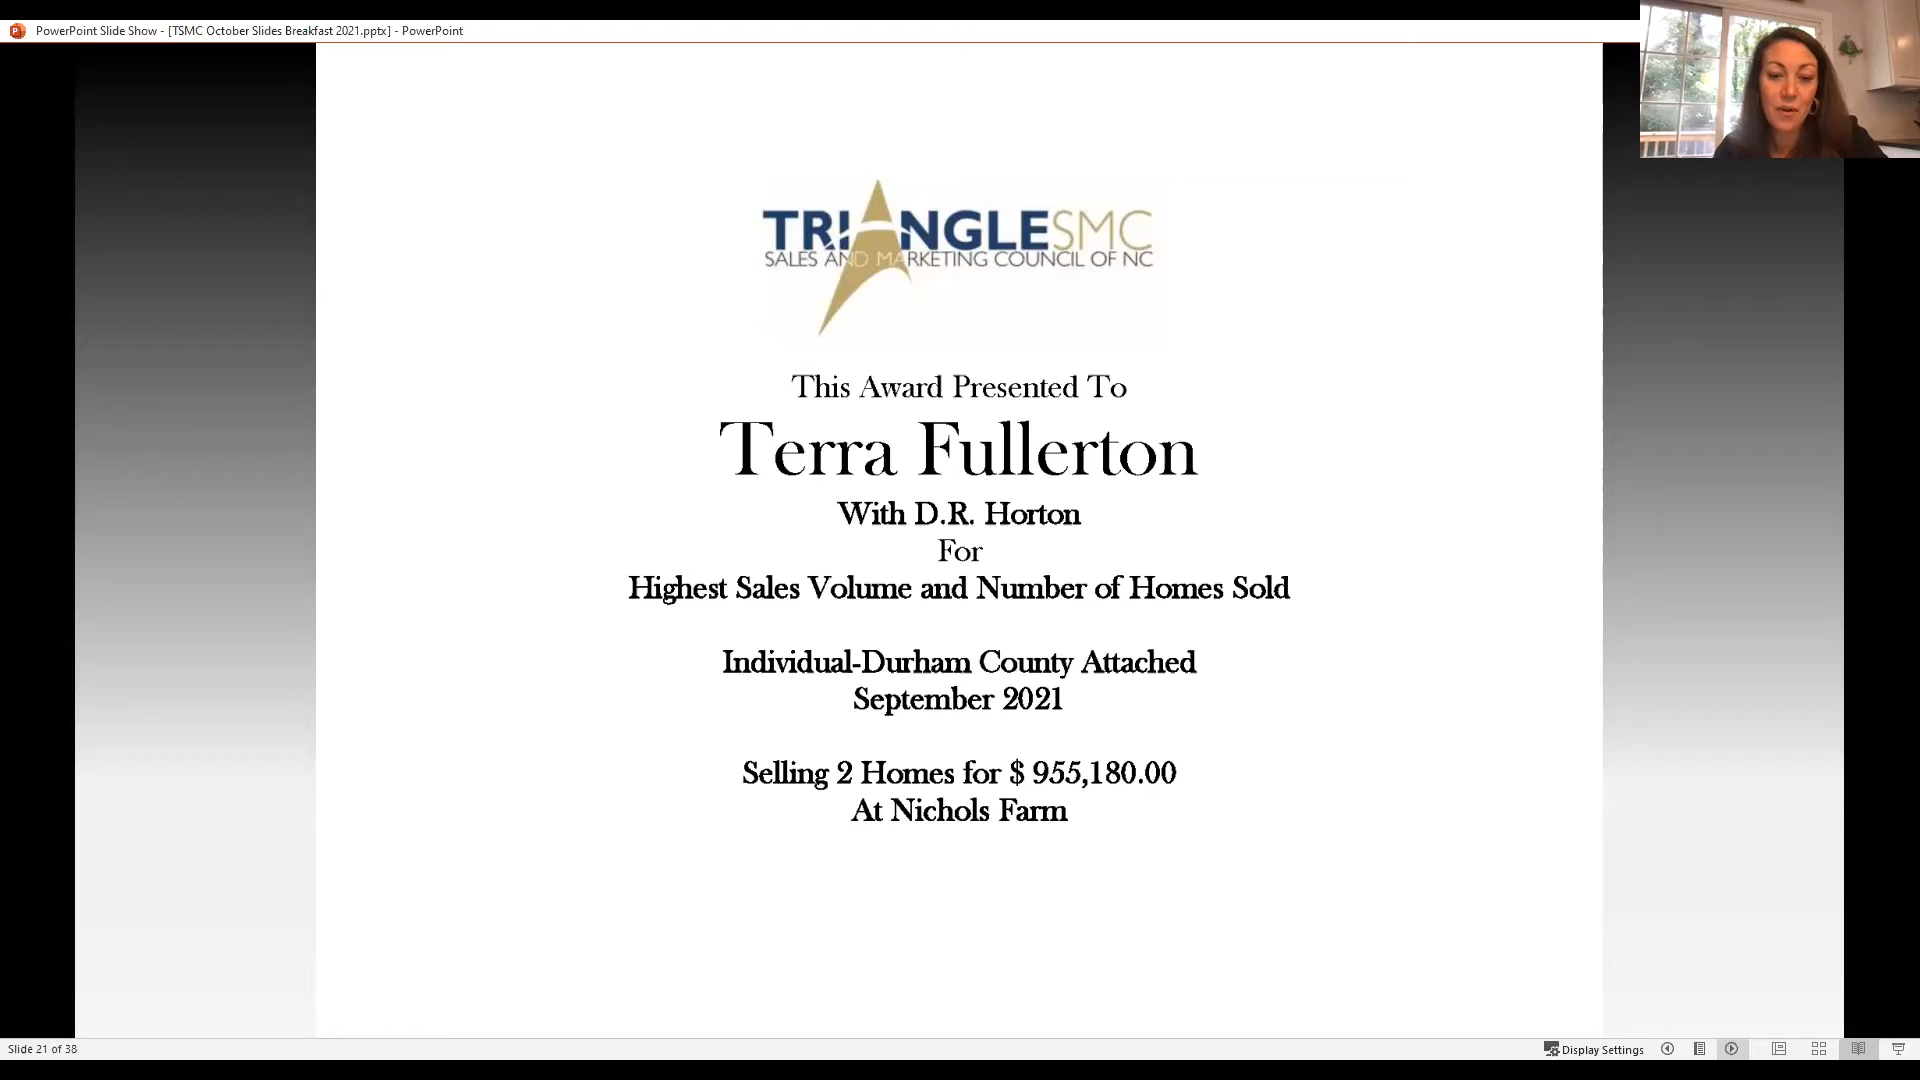 PowerPoint Slide Show - [TSMC October Slides Breakfast 2021.pptx] - PowerPoint
TRIANGLESMC
SALES AND MARKETING COUNCIL OF NC
This Award Presented To
Terra Fullerton
With D.R. Horton
For
Highest Sales Volume and Number of Homes Sold
Individual-Durham County Attached
September 2021
Selling 2 Homes for $ 955,180.00
At Nichols Farm
Slide 21 of 38
Display Settings